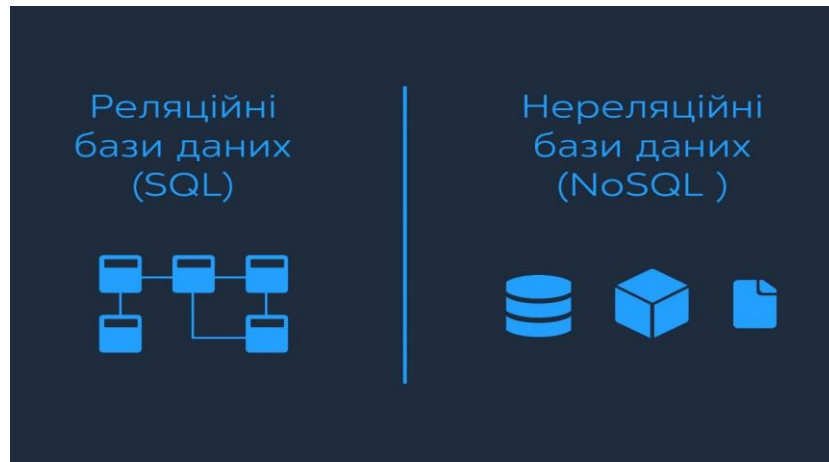 Реляційні
бази даних
(SQL)
Нереляційні
бази даних
(NoSQL )